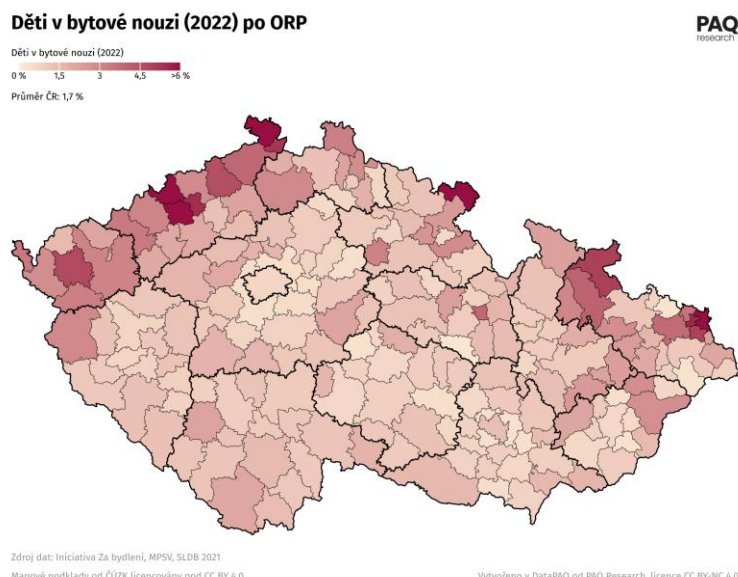 Děti v bytové nouzi (2022) po ORP
PAQ
research
Děti v bytové nouzi (2022)
0 % 1,5 3 4,5 >6 %
Průměr ČR: 1,7 %
Zdroj dat: Iniciativa Za bydlení, MPSV, SLDB 2021
Mapové podklady od ČÚZK licencovány pod CC BY 4.0
Vytvořeno v DataPAQ od PAQ Research, licence CC BY-NC 4.0